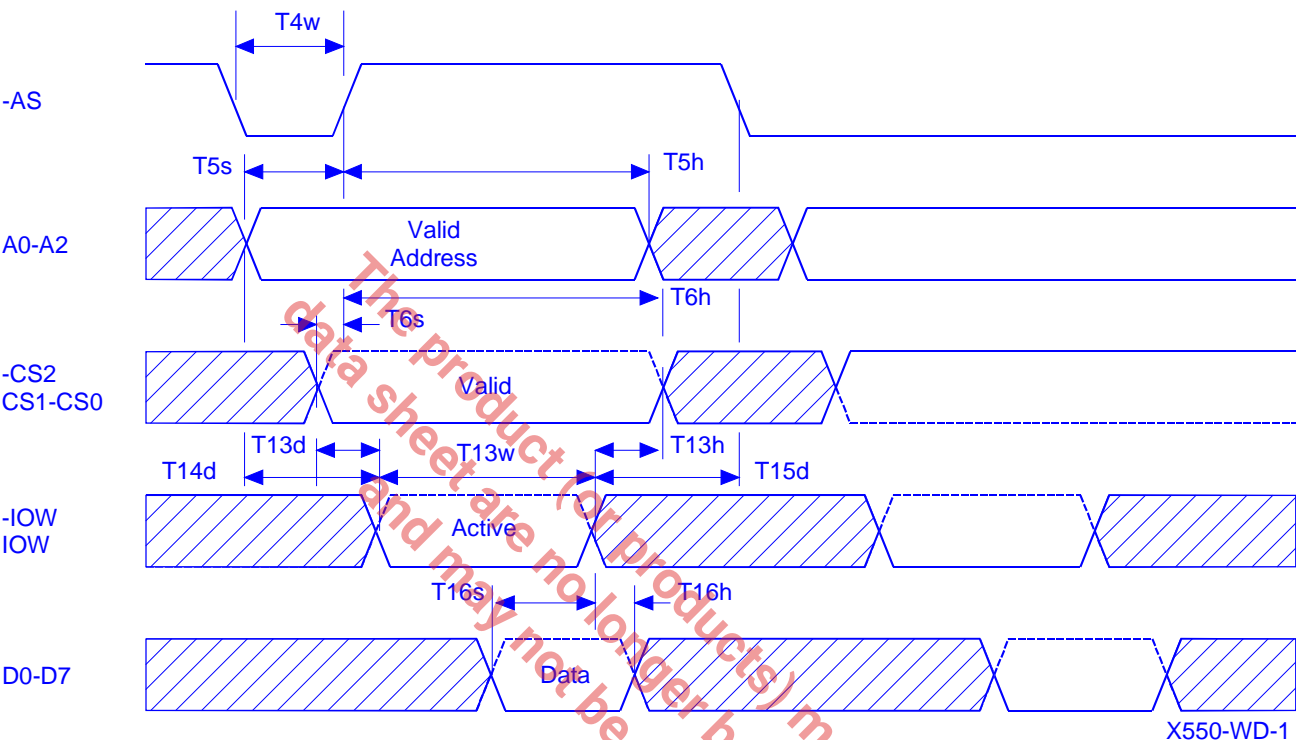 T4w
-AS
T5s
T5h
A0-A2
Valid
Address
T6h
T6s
-CS2
CS1-CS0
Valid
T13d
T13w
T13h
T14d
T15d
-IOW
IOW
Active
T16s
T16h
D0-D7
Data
X550-WD-1
The product (or products) m
data sheet are no longer b
and may not be